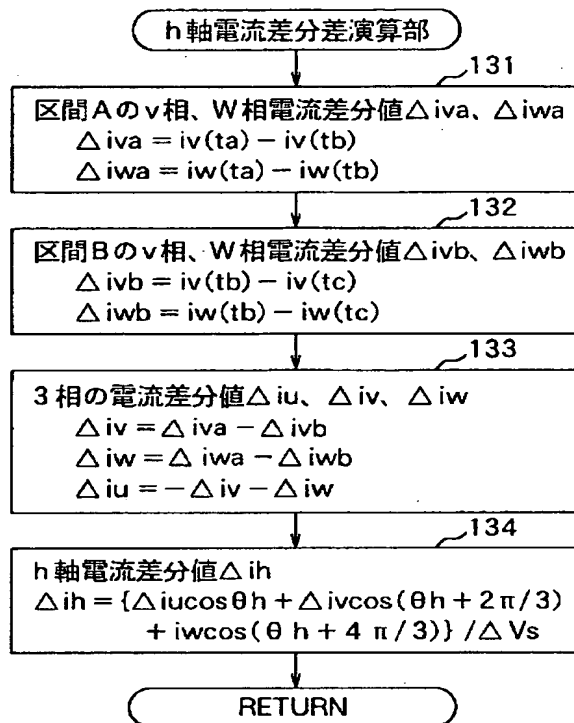 h軸電流差分差演算部
131
区間Aのv相、W相電流差分値△iva、△iwa
△iva＝iv(ta)－iv(tb)
△iwa＝iw(ta)－iw(tb)
132
区間Bのv相、W相電流差分値△ivb、△iwb
△ivb＝iv(tb)－iv(tc)
△iwb＝iw(tb)－iw(tc)
133
3相の電流差分値△iu、△iv、△iw
△iv＝△iva－△ivb
△iw＝△iwa－△iwb
△iu＝－△iv－△iw
134
h軸電流差分値△ih
△ih＝{△iucosθh＋△ivcos(θh＋2π/3)
＋iwcos(θh＋4π/3)}/△Vs
RETURN